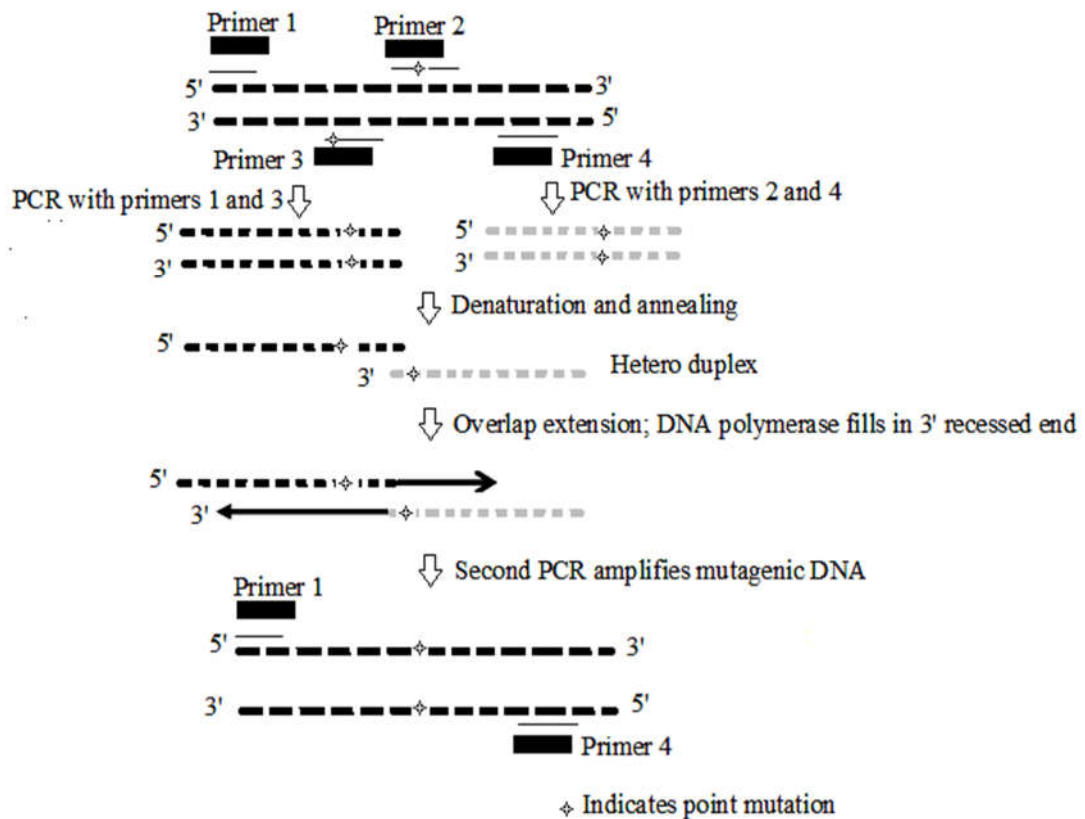 Primer 1 Primer 2
5' 3'
3' 5'
Primer 3 Primer 4
PCR with primers 1 and 3 PCR with primers 2 and 4
5' 5'
3' 3'
Denaturation and annealing
5'
3' Hetero duplex
Overlap extension; DNA polymerase fills in 3' recessed end
5'
3'
Second PCR amplifies mutagenic DNA
Primer 1
5' 3'
3' 5'
Primer 4
Indicates point mutation